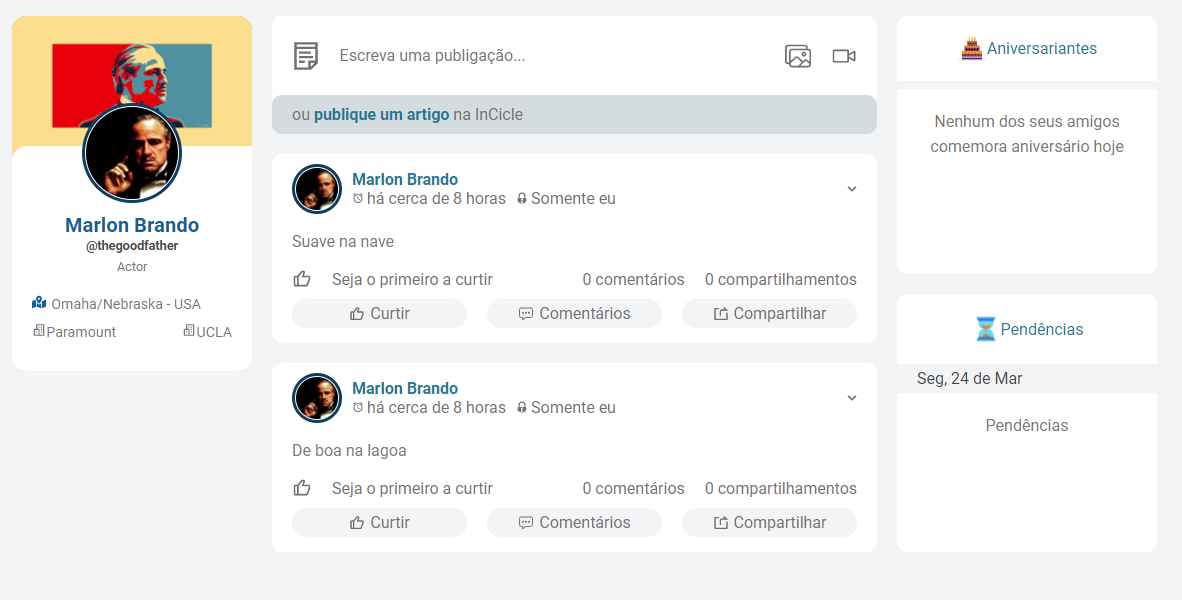 Marlon Brando
@thegoodfather
Actor
Omaha/Nebraska - USA
Paramount UCLA
Escreva uma publigação...
ou publique um artigo na InCicle
Marlon Brando
há cerca de 8 horas Somente eu
Suave na nave
Seja o primeiro a curtir 0 comentários 0 compartilhamentos
Curtir Comentários Compartilhar
Marlon Brando
há cerca de 8 horas Somente eu
De boa na lagoa
Seja o primeiro a curtir 0 comentários 0 compartilhamentos
Curtir Comentários Compartilhar
Aniversariantes
Nenhum dos seus amigos
comemora aniversário hoje
Pendências
Seg, 24 de Mar
Pendências